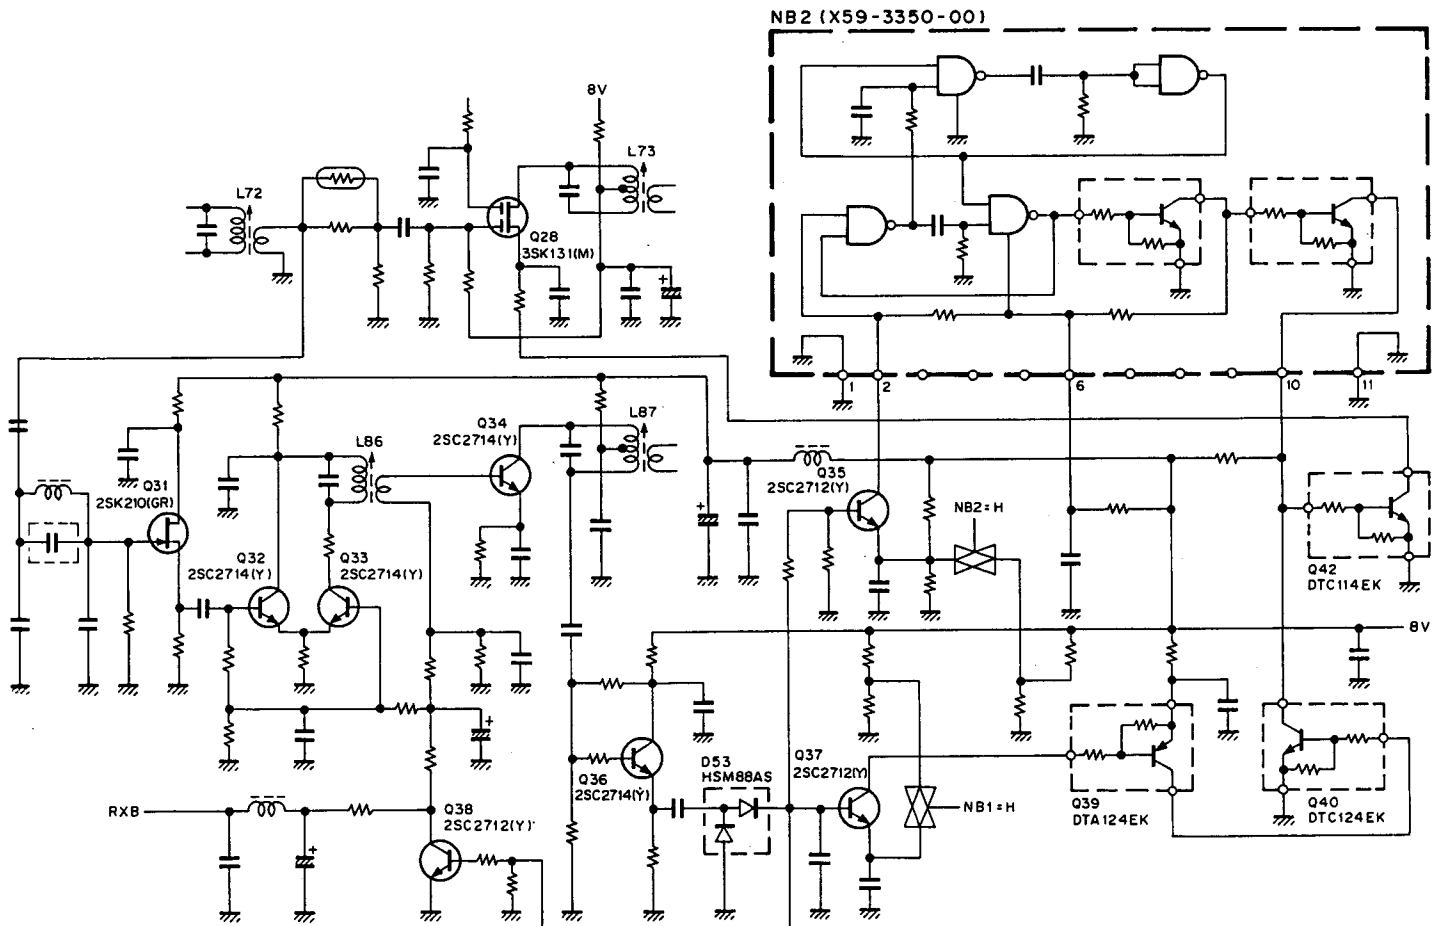 NB2 (X59-3350-00)
8V
L73
L72
Q28
3SK131(M)
1
2
6
10
11
L87
Q34
2SC2714(Y)
L86
Q31
2SK210(GR)
Q35
2SC2712(Y)
NB2=H
Q32
2SC2714(Y)
Q33
2SC2714(Y)
Q42
DTC114EK
8V
Q36
2SC2714(Y)
D53
HSM88AS
Q37
2SC2712(Y)
NB1=H
Q39
DTA124EK
Q40
DTC124EK
RXB
Q38
2SC2712(Y)
+
+
+
+